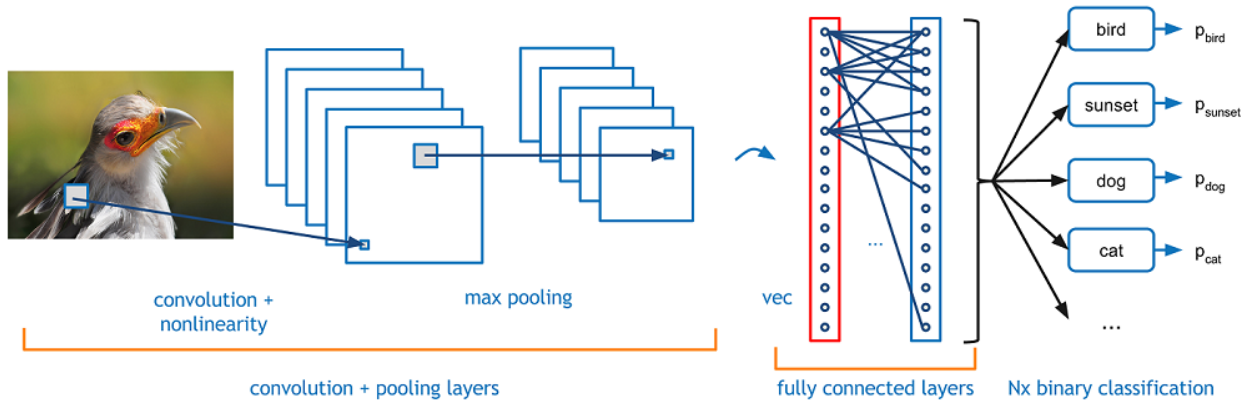 bird
p_bird
sunset
p_sunset
dog
p_dog
cat
p_cat
...
...
convolution +
nonlinearity
max pooling
vec
convolution + pooling layers
fully connected layers
Nx binary classification